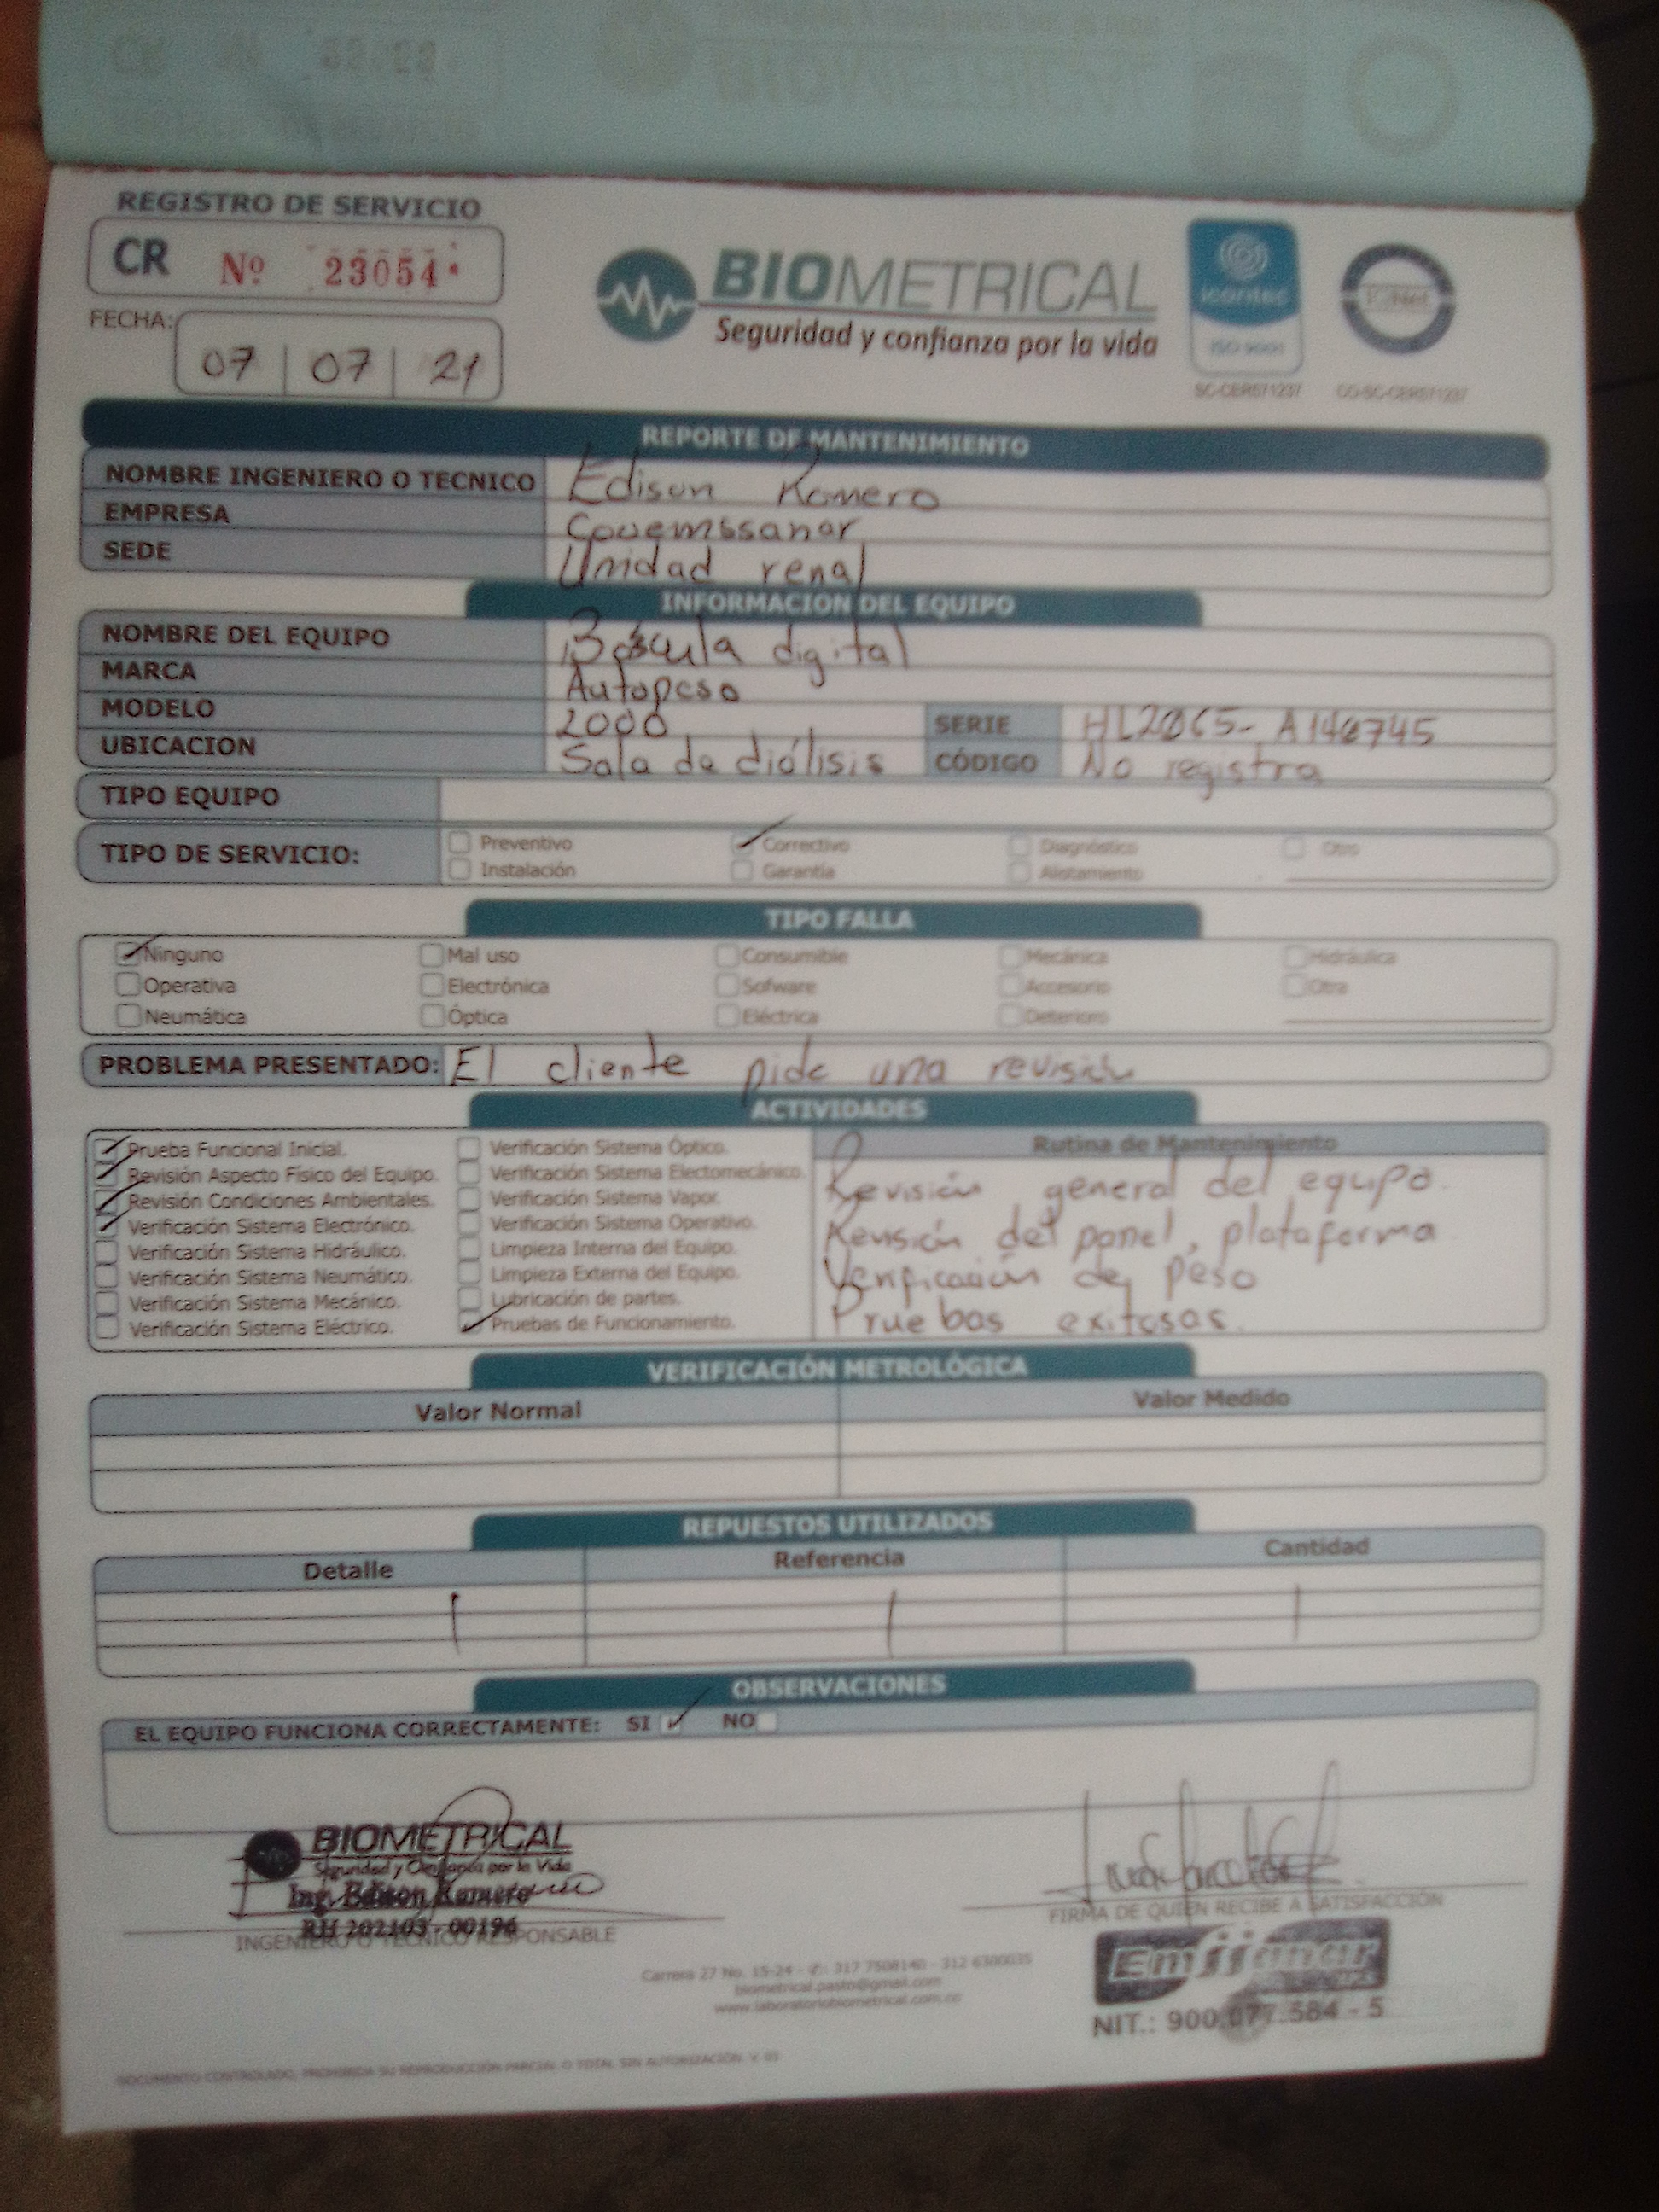 REGISTRO DE SERVICIO
CR Nº 23054
FECHA: 07 | 07 | 21
BIOMETRICAL
Seguridad y confianza por la vida
icontec
ISO 9001
SC-CER571237
IQNet
CO-SC-CER571237
REPORTE DE MANTENIMIENTO
NOMBRE INGENIERO O TECNICO Edison Romero
EMPRESA Couemssanar
SEDE Unidad renal
INFORMACION DEL EQUIPO
NOMBRE DEL EQUIPO Báscula digital
MARCA Autopeso
MODELO 2000 SERIE
UBICACION Sala de diálisis CÓDIGO No registra
TIPO EQUIPO
TIPO DE SERVICIO:
Preventivo Correctivo Diagnóstico Otro
Instalación Garantía Alistamiento
TIPO FALLA
Ninguno Mal uso Consumible Mecánica Hidráulica
Operativa Electrónica Sofware Accesorio Otra
Neumática Óptica Eléctrica Deterioro
PROBLEMA PRESENTADO: El cliente pide una revisión
ACTIVIDADES
Prueba Funcional Inicial.
Revisión Aspecto Físico del Equipo.
Revisión Condiciones Ambientales.
Verificación Sistema Electrónico.
Verificación Sistema Hidráulico.
Verificación Sistema Neumático.
Verificación Sistema Mecánico.
Verificación Sistema Eléctrico.
Verificación Sistema Óptico.
Verificación Sistema Electomecánico.
Verificación Sistema Vapor.
Verificación Sistema Operativo.
Limpieza Interna del Equipo.
Limpieza Externa del Equipo.
Lubricación de partes.
Pruebas de Funcionamiento.
Rutina de Mantenimiento
Revisión general del equipo.
Revisión del panel, plataforma
Verificación de peso
Pruebas exitosas.
VERIFICACIÓN METROLÓGICA
Valor Normal Valor Medido
REPUESTOS UTILIZADOS
Detalle Referencia Cantidad
OBSERVACIONES
EL EQUIPO FUNCIONA CORRECTAMENTE: SI NO
BIOMETRICAL
Seguridad y Confianza por la Vida
Ing. Edison Romero
RH 202103 - 00196
INGENIERO O TECNICO RESPONSABLE
FIRMA DE QUIEN RECIBE A SATISFACCIÓN
Emssanar
NIT.: 900.077.584 - 5
Carrera 27 No. 15-24 - ✆: 317 7508140 - 312 6300035
biometrical.pasto@gmail.com
www.laboratoriobiometrical.com.co
DOCUMENTO CONTROLADO, PROHIBIDA SU REPRODUCCIÓN PARCIAL O TOTAL SIN AUTORIZACIÓN V. 03